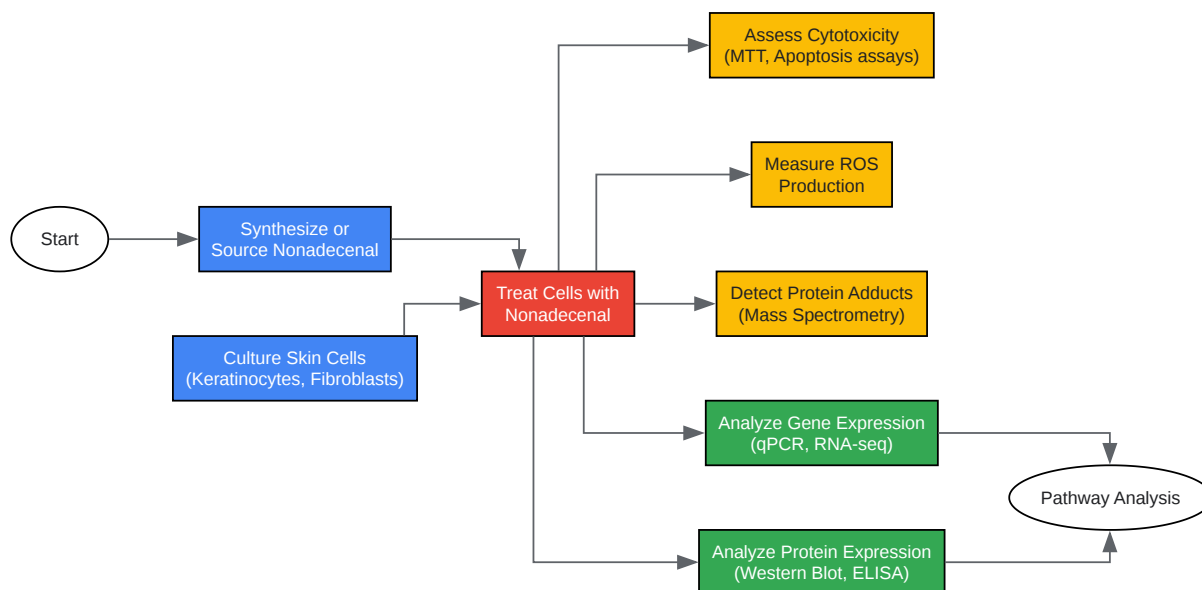 Assess Cytotoxicity
(MTT, Apoptosis assays)
Measure ROS
Production
Start
Synthesize or
Source Nonadecenal
Treat Cells with
Nonadecenal
Detect Protein Adducts
(Mass Spectrometry)
Culture Skin Cells
(Keratinocytes, Fibroblasts)
Analyze Gene Expression
(qPCR, RNA-seq)
Pathway Analysis
Analyze Protein Expression
(Western Blot, ELISA)